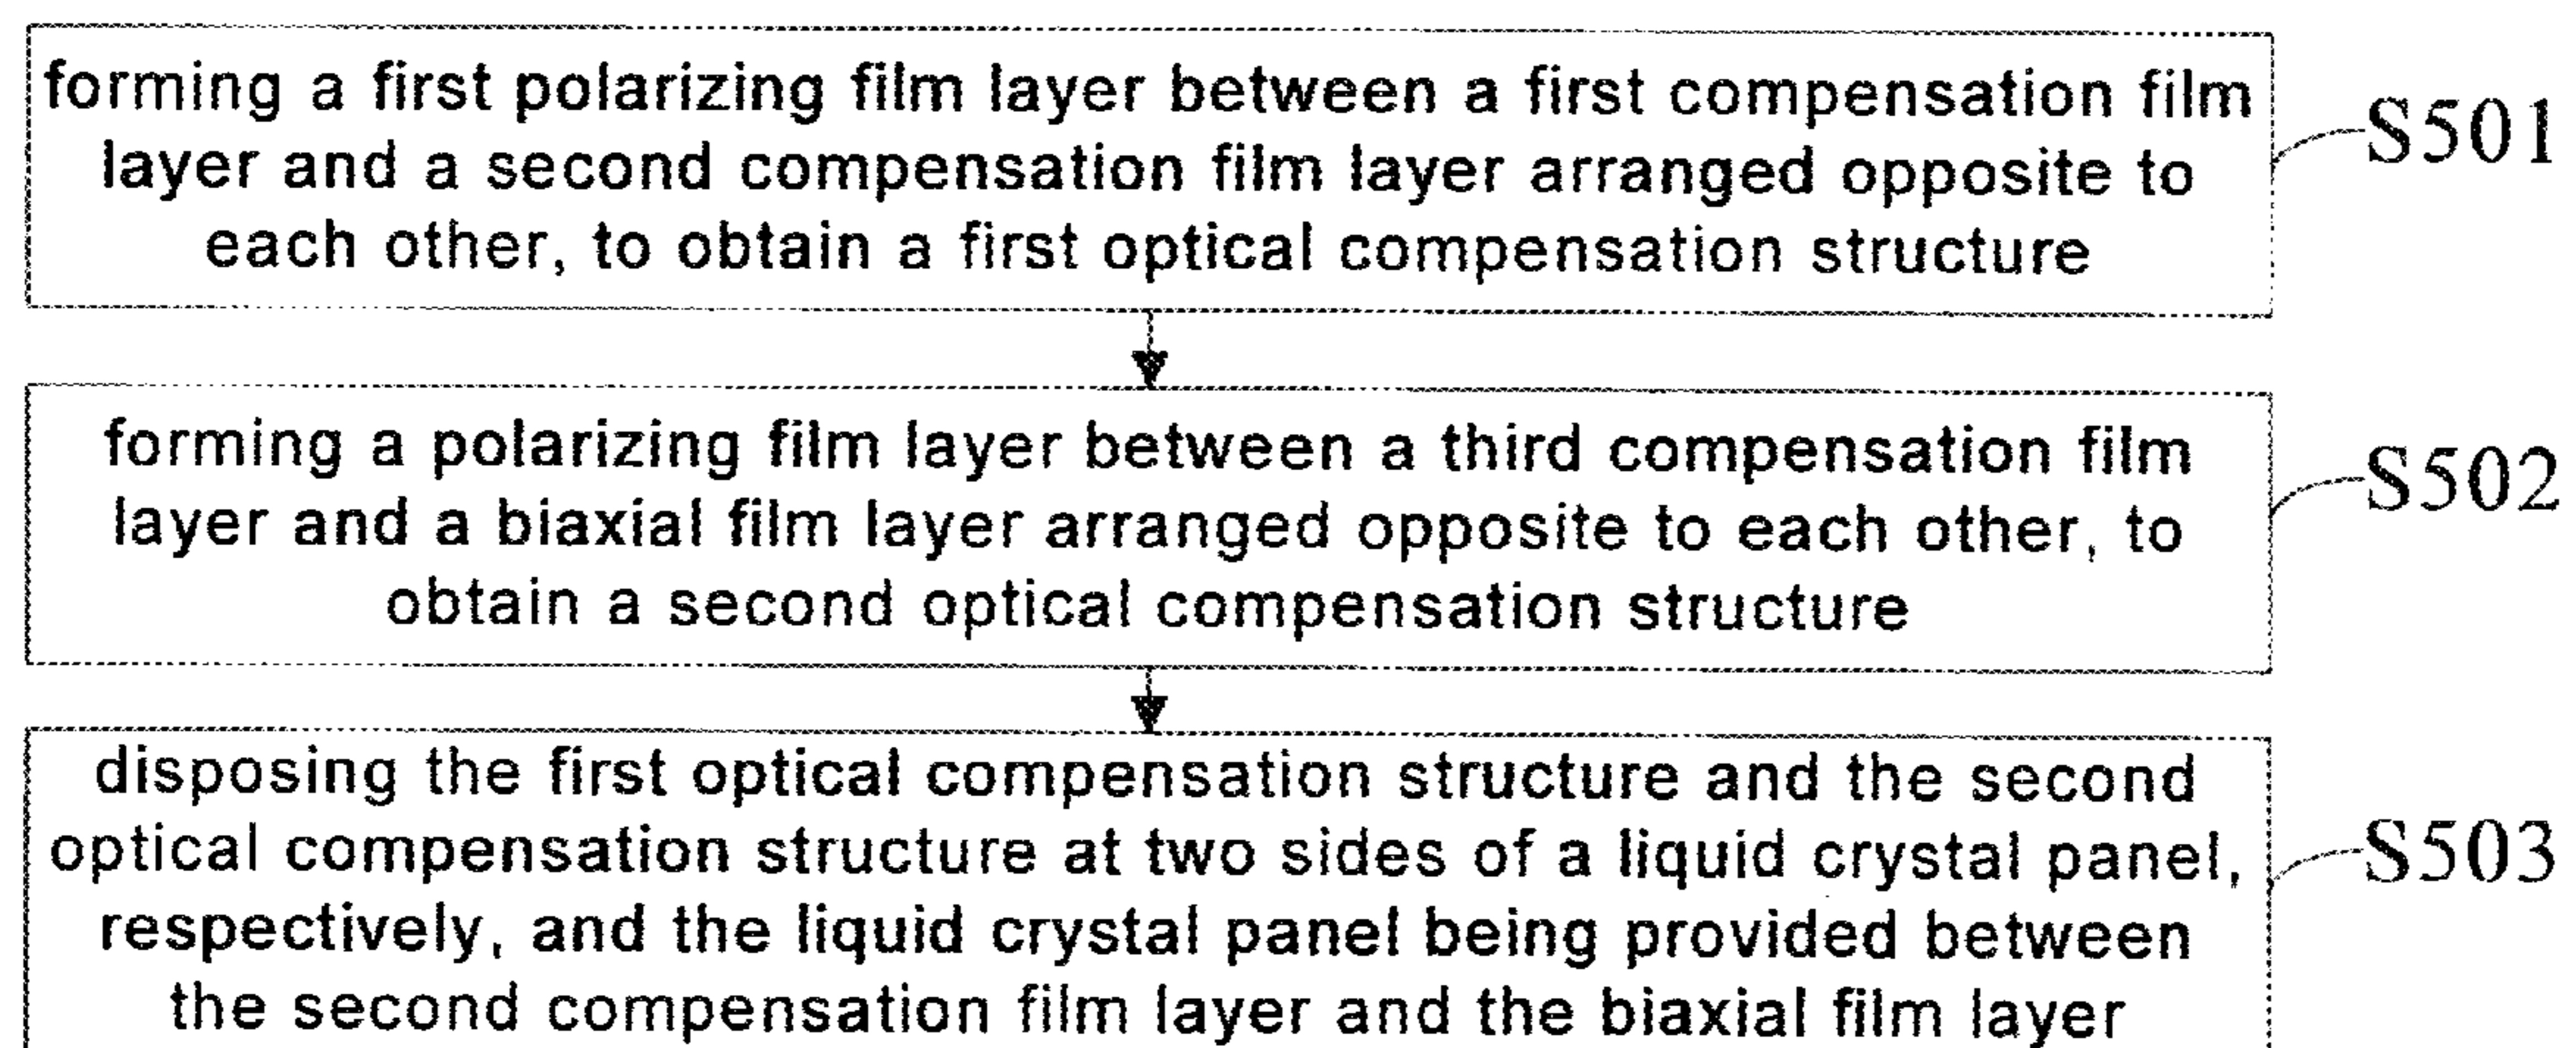 forming a first polarizing film layer between a first compensation film
layer and a second compensation film layer arranged opposite to
each other, to obtain a first optical compensation structure
S501
forming a polarizing film layer between a third compensation film
layer and a biaxial film layer arranged opposite to each other, to
obtain a second optical compensation structure
S502
disposing the first optical compensation structure and the second
optical compensation structure at two sides of a liquid crystal panel,
respectively, and the liquid crystal panel being provided between
the second compensation film layer and the biaxial film layer
S503